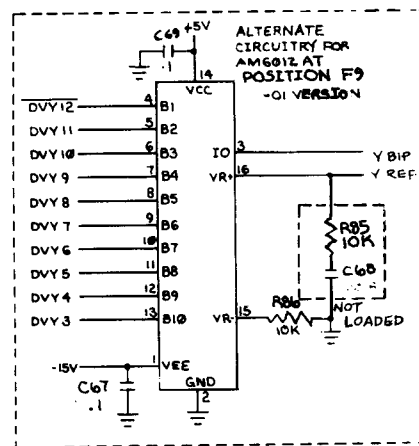 +5V
C69
.1
ALTERNATE
CIRCUITRY FOR
AM6012 AT
POSITION F9
-01 VERSION
14
VCC
DVY12 4 B1
DVY11 5 B2
DVY10 6 B3
DVY9 7 B4
DVY8 8 B5
DVY7 9 B6
DVY6 10 B7
DVY5 11 B8
DVY4 12 B9
DVY3 13 B10
IO 3 Y BIP
VR+ 16 Y REF
R85
10K
C68
NOT
LOADED
VR- 15 R86
10K
-15V 1 VEE
C67
.1
GND
2